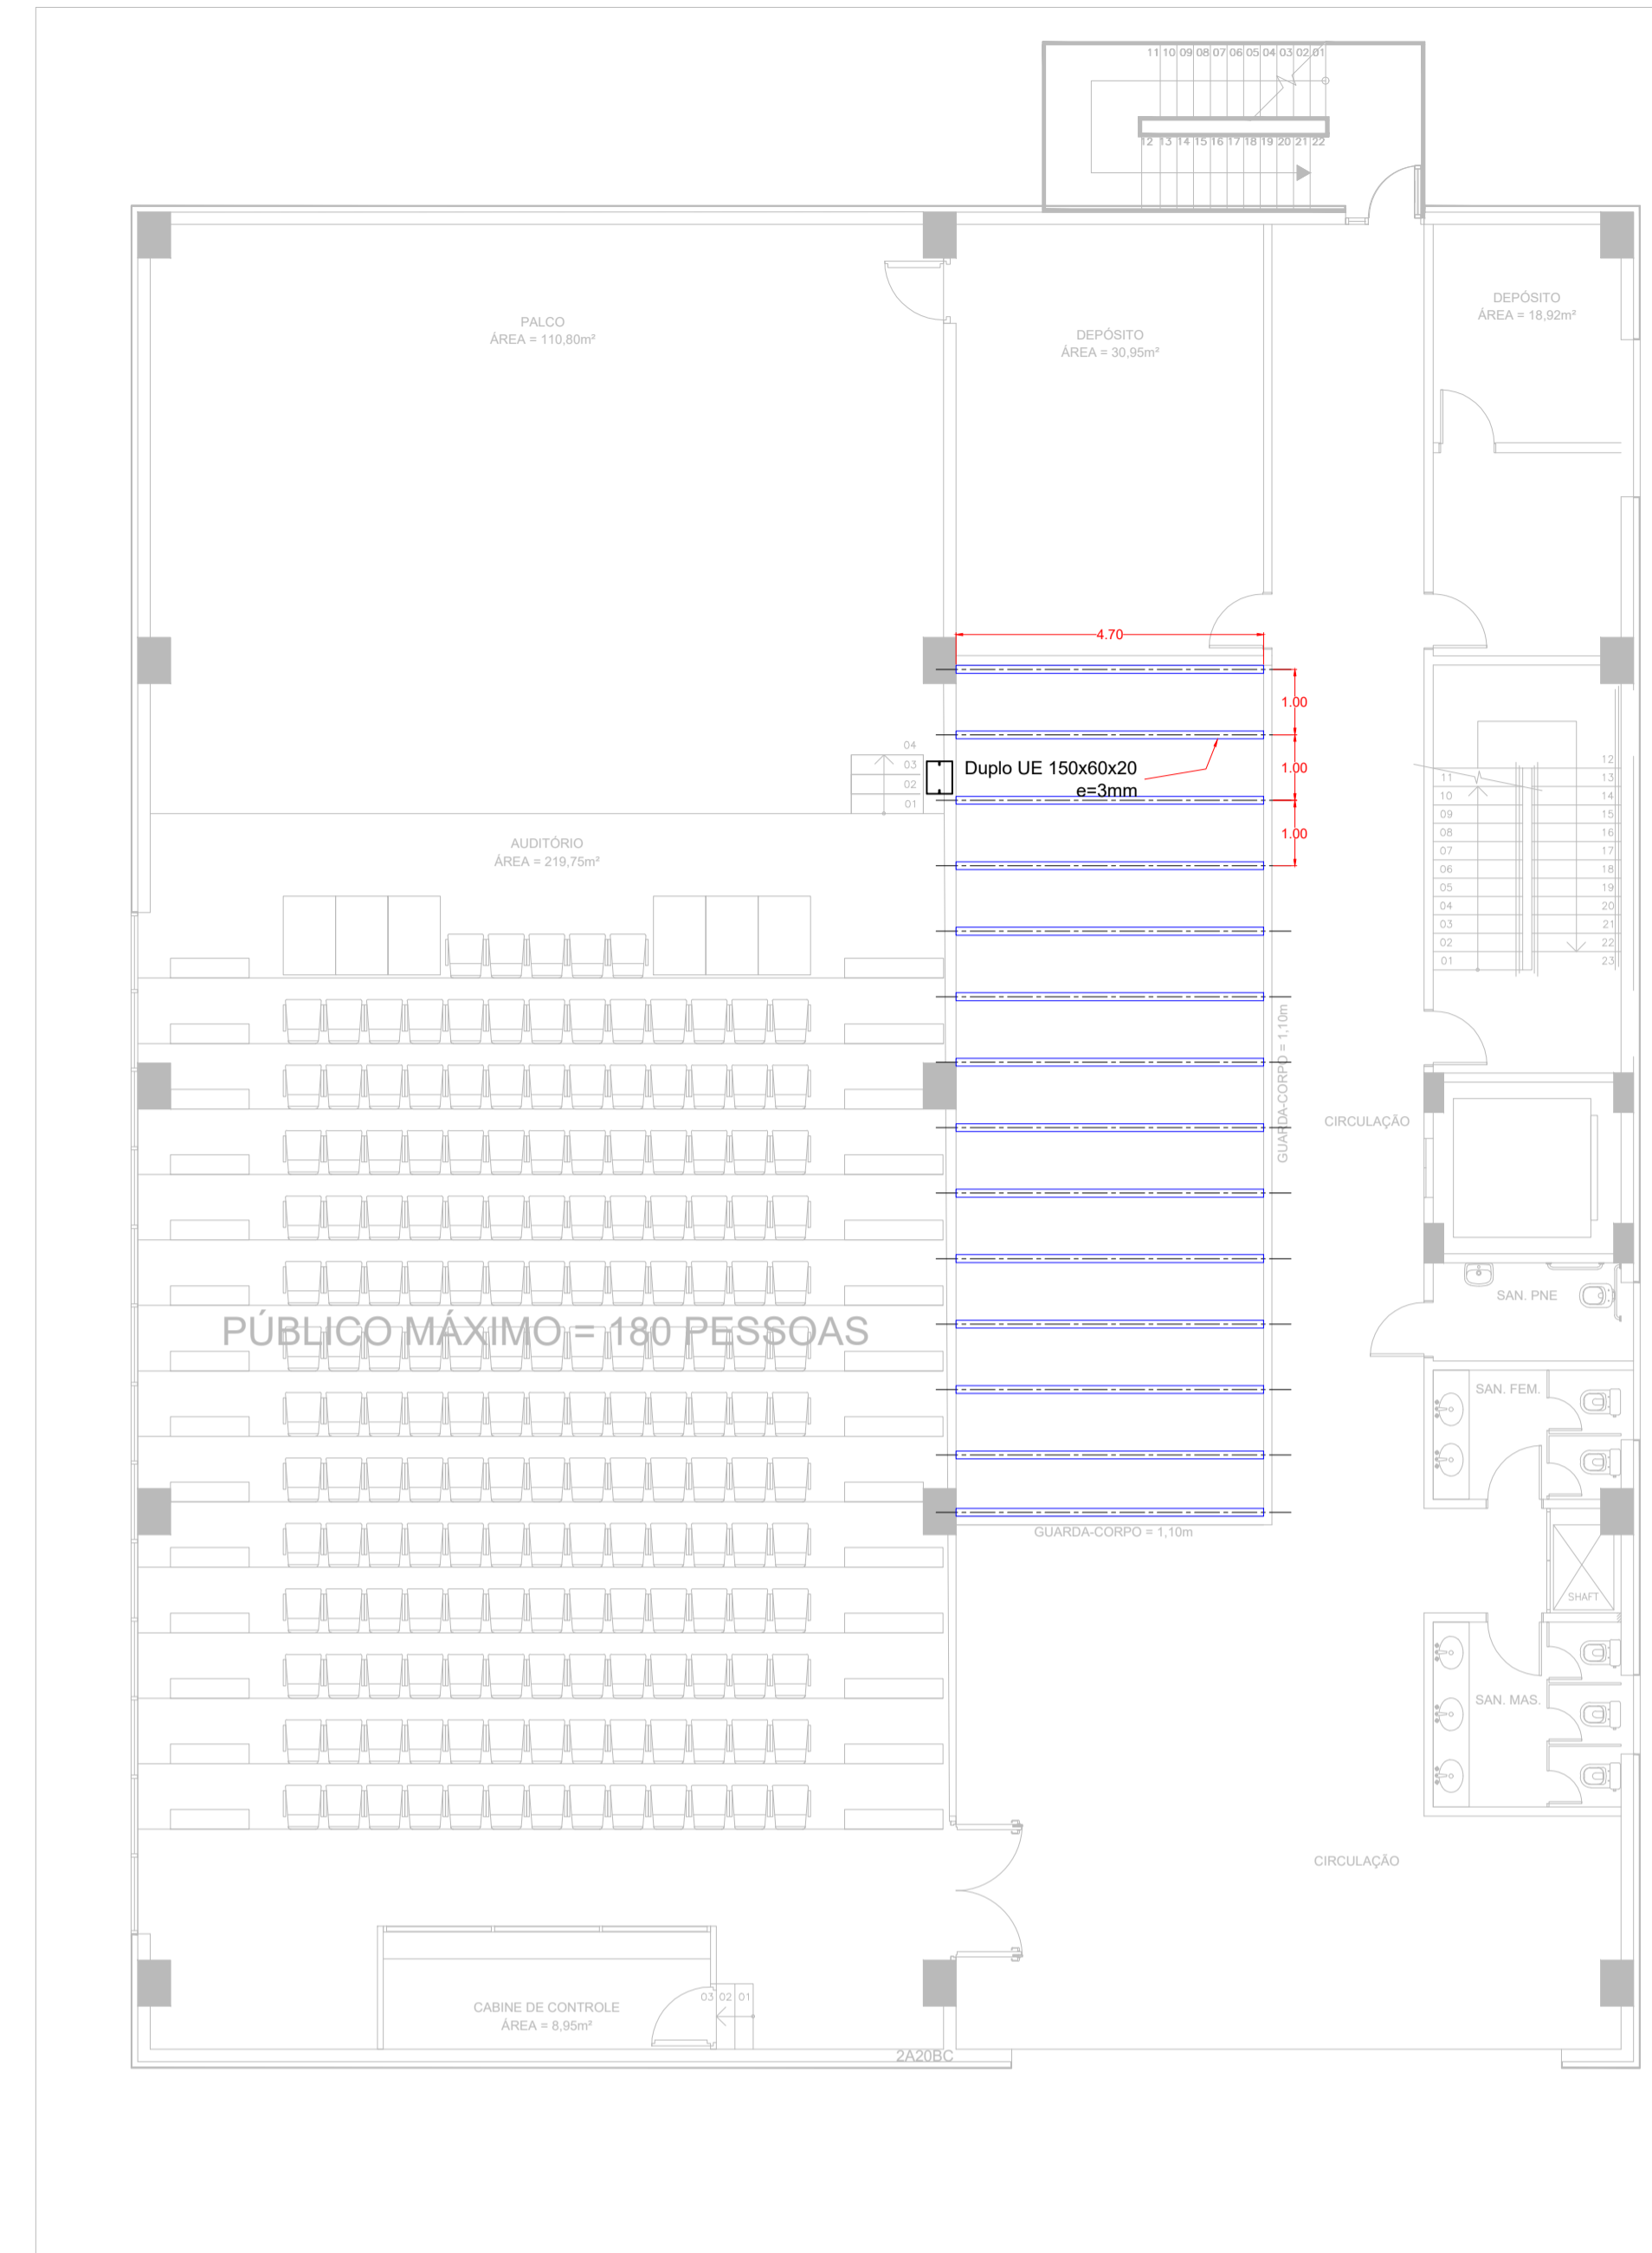 11 10 09 08 07 06 05 04 03 02 01
12 13 14 15 16 17 18 19 20 21 22
PALCO
ÁREA = 110,80m²
DEPÓSITO
ÁREA = 30,95m²
DEPÓSITO
ÁREA = 18,92m²
4.70
1.00
1.00
1.00
Duplo UE 150x60x20
e=3mm
04
03
02
01
AUDITÓRIO
ÁREA = 219,75m²
11
10
09
08
07
06
05
04
03
02
01
12
13
14
15
16
17
18
19
20
21
22
23
GUARDA-CORPO = 1,10m
CIRCULAÇÃO
SAN. PNE
PÚBLICO MÁXIMO = 180 PESSOAS
SAN. FEM.
GUARDA-CORPO = 1,10m
SHAFT
SAN. MAS.
CIRCULAÇÃO
03 02 01
CABINE DE CONTROLE
ÁREA = 8,95m²
2A20BC